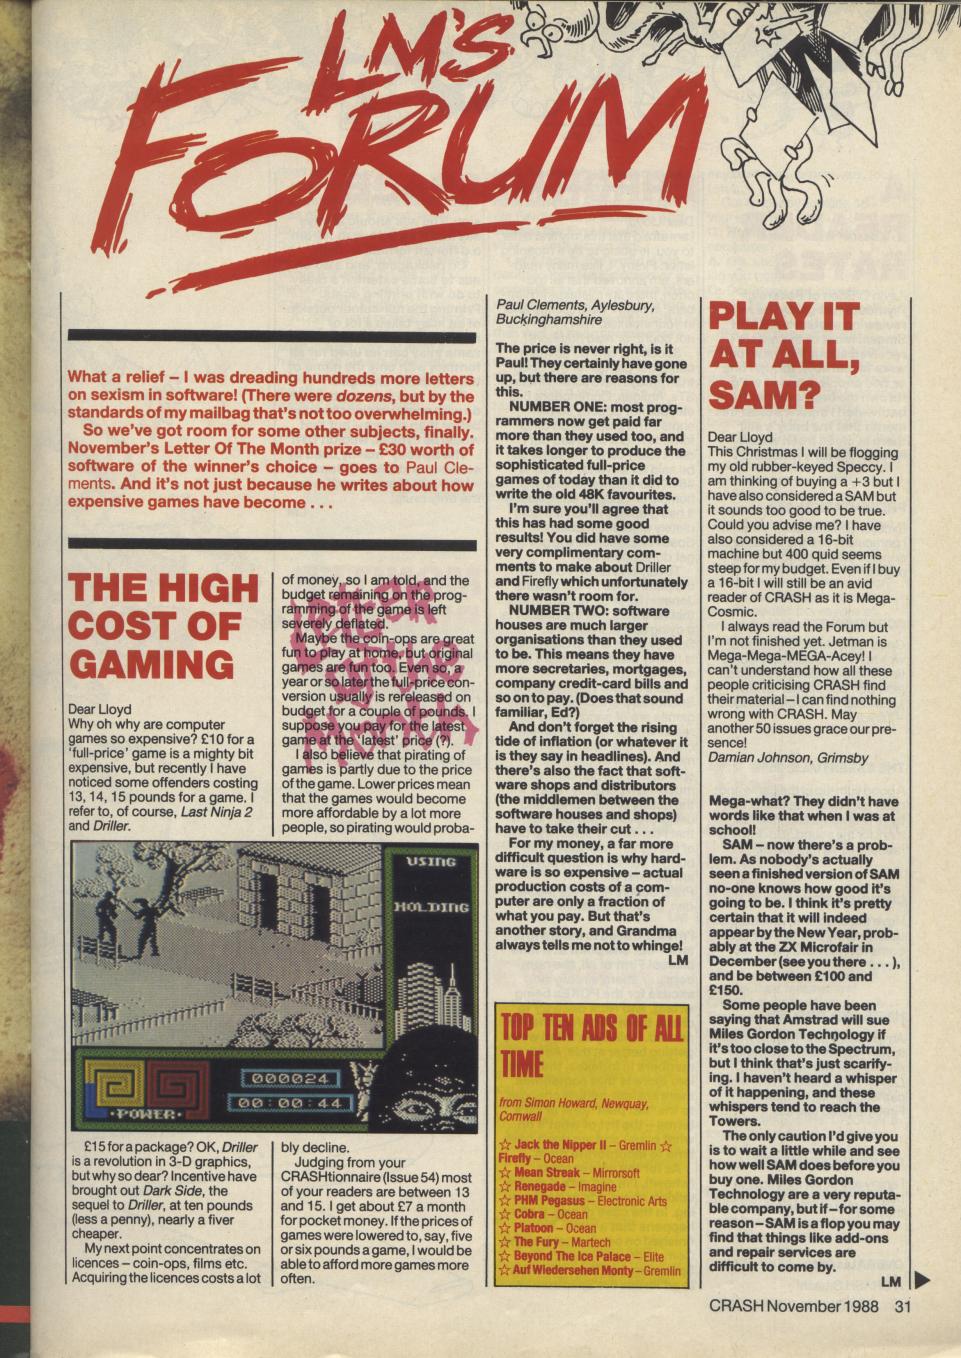 LM'S
FORUM
What a relief – I was dreading hundreds more letters
on sexism in software! (There were dozens, but by the
standards of my mailbag that's not too overwhelming.)
So we've got room for some other subjects, finally.
November's Letter Of The Month prize – £30 worth of
software of the winner's choice – goes to Paul Cle-
ments. And it's not just because he writes about how
expensive games have become . . .
THE HIGH
COST OF
GAMING
Dear Lloyd
Why oh why are computer
games so expensive? £10 for a
'full-price' game is a mighty bit
expensive, but recently I have
noticed some offenders costing
13, 14, 15 pounds for a game. I
refer to, of course, Last Ninja 2
and Driller.
USING
HOLDING
000024
00:00:44
·POWER·
£15 for a package? OK, Driller
is a revolution in 3-D graphics,
but why so dear? Incentive have
brought out Dark Side, the
sequel to Driller, at ten pounds
(less a penny), nearly a fiver
cheaper.
My next point concentrates on
licences – coin-ops, films etc.
Acquiring the licences costs a lot
LETTER
OF THE
MONTH
of money, so I am told, and the
budget remaining on the prog-
ramming of the game is left
severely deflated.
Maybe the coin-ops are great
fun to play at home, but original
games are fun too. Even so, a
year or so later the full-price con-
version usually is rereleased on
budget for a couple of pounds. I
suppose you pay for the latest
game at the 'latest' price (?).
I also believe that pirating of
games is partly due to the price
of the game. Lower prices mean
that the games would become
more affordable by a lot more
people, so pirating would proba-
bly decline.
Judging from your
CRASHtionnaire (Issue 54) most
of your readers are between 13
and 15. I get about £7 a month
for pocket money. If the prices of
games were lowered to, say, five
or six pounds a game, I would be
able to afford more games more
often.
Paul Clements, Aylesbury,
Buckinghamshire
The price is never right, is it
Paul! They certainly have gone
up, but there are reasons for
this.
NUMBER ONE: most prog-
rammers now get paid far
more than they used too, and
it takes longer to produce the
sophisticated full-price
games of today than it did to
write the old 48K favourites.
I'm sure you'll agree that
this has had some good
results! You did have some
very complimentary com-
ments to make about Driller
and Firefly which unfortunately
there wasn't room for.
NUMBER TWO: software
houses are much larger
organisations than they used
to be. This means they have
more secretaries, mortgages,
company credit-card bills and
so on to pay. (Does that sound
familiar, Ed?)
And don't forget the rising
tide of inflation (or whatever it
is they say in headlines). And
there's also the fact that soft-
ware shops and distributors
(the middlemen between the
software houses and shops)
have to take their cut . . .
For my money, a far more
difficult question is why hard-
ware is so expensive – actual
production costs of a com-
puter are only a fraction of
what you pay. But that's
another story, and Grandma
always tells me not to whinge!
LM
TOP TEN ADS OF ALL
TIME
from Simon Howard, Newquay,
Cornwall
☆ Jack the Nipper II – Gremlin ☆
Firefly – Ocean
☆ Mean Streak – Mirrorsoft
☆ Renegade – Imagine
☆ PHM Pegasus – Electronic Arts
☆ Cobra – Ocean
☆ Platoon – Ocean
☆ The Fury – Martech
☆ Beyond The Ice Palace – Elite
☆ Auf Wiedersehen Monty – Gremlin
PLAY IT
AT ALL,
SAM?
Dear Lloyd
This Christmas I will be flogging
my old rubber-keyed Speccy. I
am thinking of buying a +3 but I
have also considered a SAM but
it sounds too good to be true.
Could you advise me? I have
also considered a 16-bit
machine but 400 quid seems
steep for my budget. Even if I buy
a 16-bit I will still be an avid
reader of CRASH as it is Mega-
Cosmic.
I always read the Forum but
I'm not finished yet. Jetman is
Mega-Mega-MEGA-Acey! I
can't understand how all these
people criticising CRASH find
their material – I can find nothing
wrong with CRASH. May
another 50 issues grace our pre-
sence!
Damian Johnson, Grimsby
Mega-what? They didn't have
words like that when I was at
school!
SAM – now there's a prob-
lem. As nobody's actually
seen a finished version of SAM
no-one knows how good it's
going to be. I think it's pretty
certain that it will indeed
appear by the New Year, prob-
ably at the ZX Microfair in
December (see you there . . . ),
and be between £100 and
£150.
Some people have been
saying that Amstrad will sue
Miles Gordon Technology if
it's too close to the Spectrum,
but I think that's just scarify-
ing. I haven't heard a whisper
of it happening, and these
whispers tend to reach the
Towers.
The only caution I'd give you
is to wait a little while and see
how well SAM does before you
buy one. Miles Gordon
Technology are a very reputa-
ble company, but if – for some
reason – SAM is a flop you may
find that things like add-ons
and repair services are
difficult to come by.
LM
CRASH November 1988 31